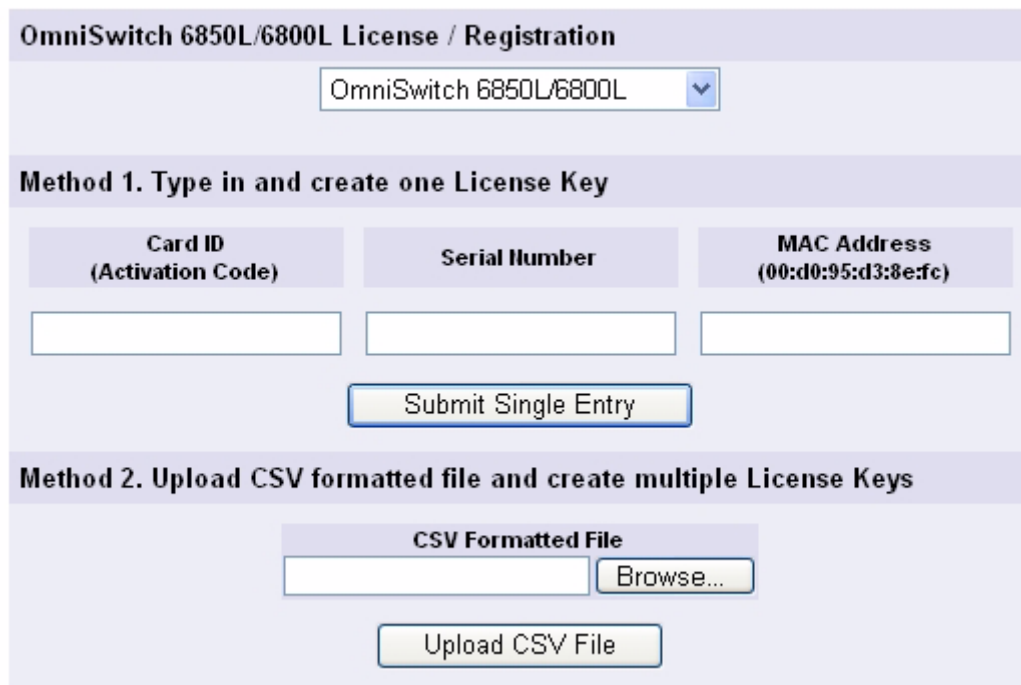 OmniSwitch 6850L/6800L License / Registration
OmniSwitch 6850L/6800L
Method 1. Type in and create one License Key
Card ID
(Activation Code)
Serial Number
MAC Address
(00:d0:95:d3:8e:fc)
Submit Single Entry
Method 2. Upload CSV formatted file and create multiple License Keys
CSV Formatted File
Browse...
Upload CSV File